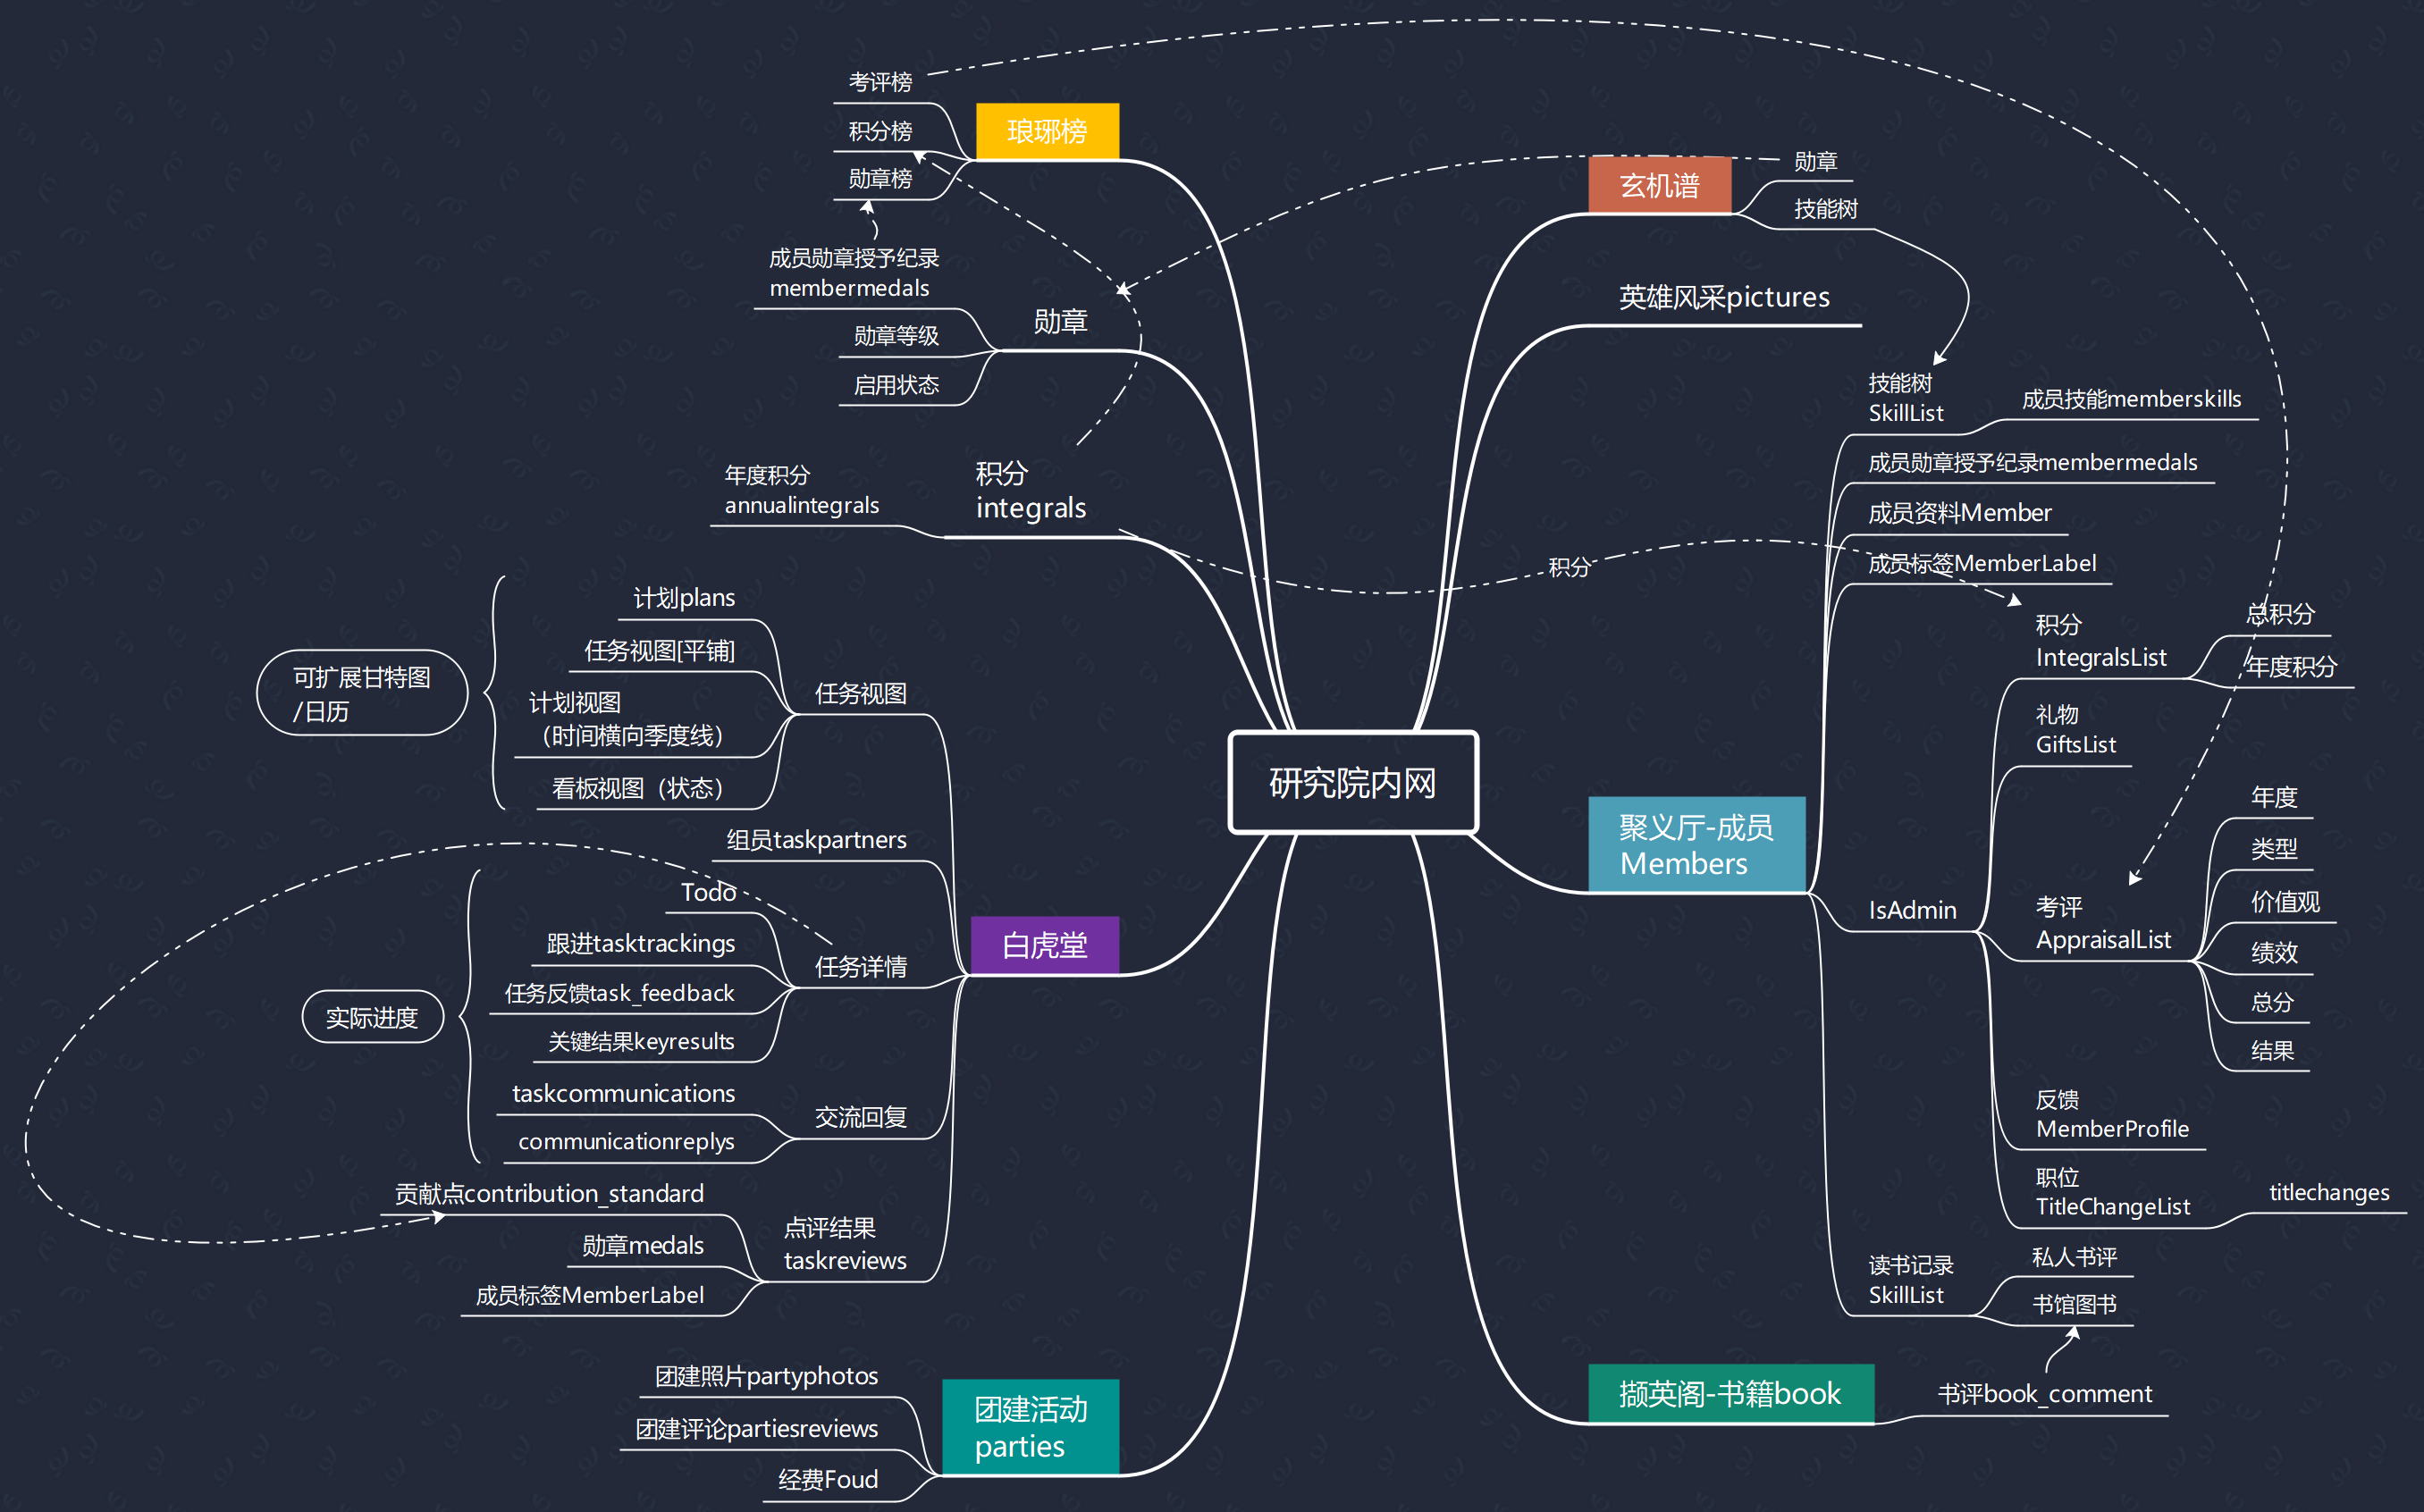 研究院内网
琅琊榜
考评榜
积分榜
勋章榜
勋章
成员勋章授予纪录
membermedals
勋章等级
启用状态
积分
integrals
年度积分
annualintegrals
白虎堂
任务视图
计划plans
任务视图[平铺]
计划视图
（时间横向季度线）
看板视图（状态）
可扩展甘特图
/日历
组员taskpartners
任务详情
Todo
跟进tasktrackings
任务反馈task_feedback
关键结果keyresults
交流回复
taskcommunications
communicationreplys
实际进度
点评结果
taskreviews
贡献点contribution_standard
勋章medals
成员标签MemberLabel
团建活动
parties
团建照片partyphotos
团建评论partiesreviews
经费Foud
玄机谱
勋章
技能树
英雄风采pictures
聚义厅-成员
Members
技能树
SkillList
成员技能memberskills
成员勋章授予纪录membermedals
成员资料Member
成员标签MemberLabel
积分
IsAdmin
积分
IntegralsList
总积分
年度积分
礼物
GiftsList
考评
AppraisalList
年度
类型
价值观
绩效
总分
结果
反馈
MemberProfile
职位
TitleChangeList
titlechanges
读书记录
SkillList
私人书评
书馆图书
撷英阁-书籍book
书评book_comment